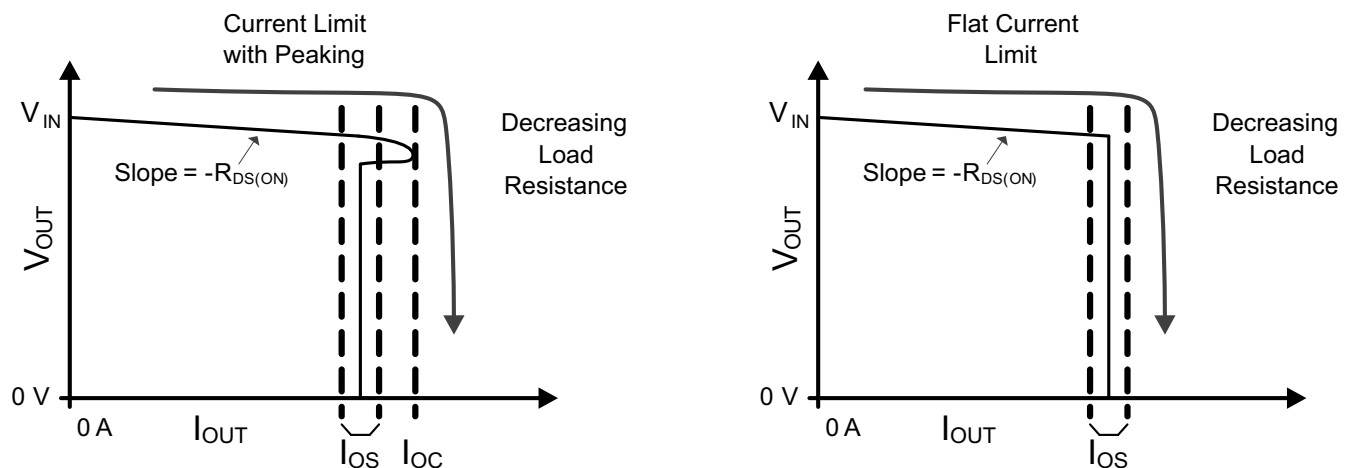 Current Limit
with Peaking
V_IN
Slope = -R_DS(ON)
Decreasing
Load
Resistance
V_OUT
0 V
0 A
I_OUT
I_OS
I_OC
Flat Current
Limit
V_IN
Slope = -R_DS(ON)
Decreasing
Load
Resistance
V_OUT
0 V
0 A
I_OUT
I_OS